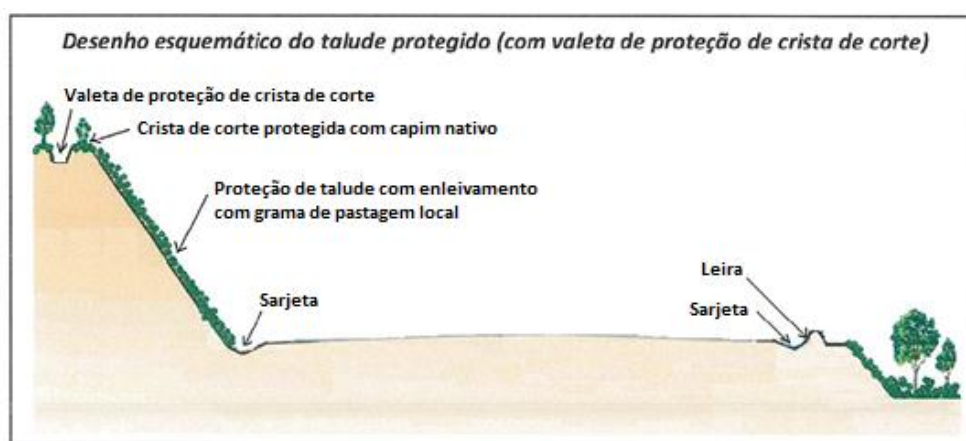 Desenho esquemático do talude protegido (com valeta de proteção de crista de corte)
Valeta de proteção de crista de corte
Crista de corte protegida com capim nativo
Proteção de talude com enleivamento
com grama de pastagem local
Leira
Sarjeta
Sarjeta